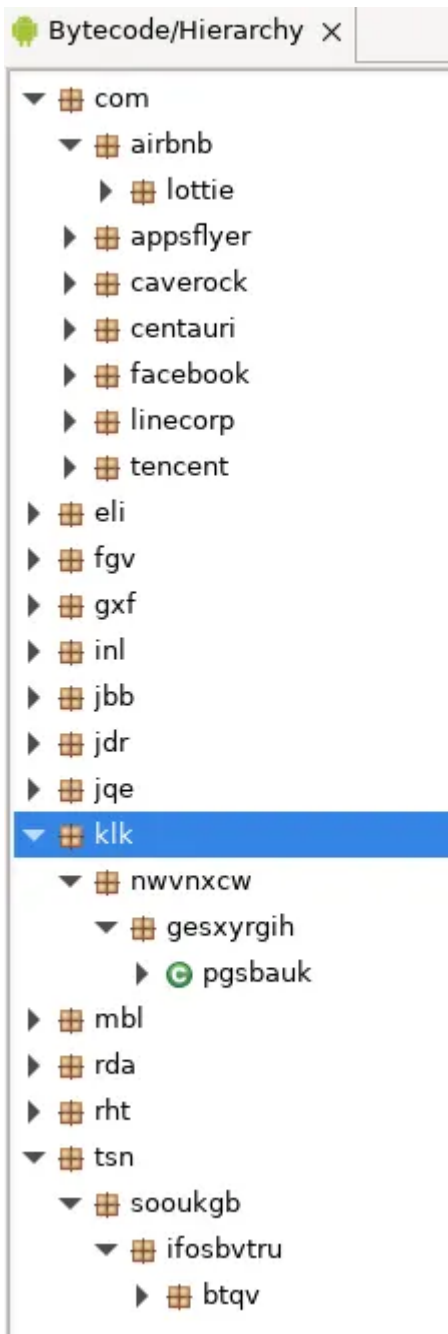 Bytecode/Hierarchy
com
airbnb
lottie
appsflyer
caverock
centauri
facebook
linecorp
tencent
eli
fgv
gxf
inl
jbb
jdr
jqe
klk
nwvnxcw
gesxyrgih
C pgsbauk
mbl
rda
rht
tsn
sooukgb
ifosbvtru
btqv